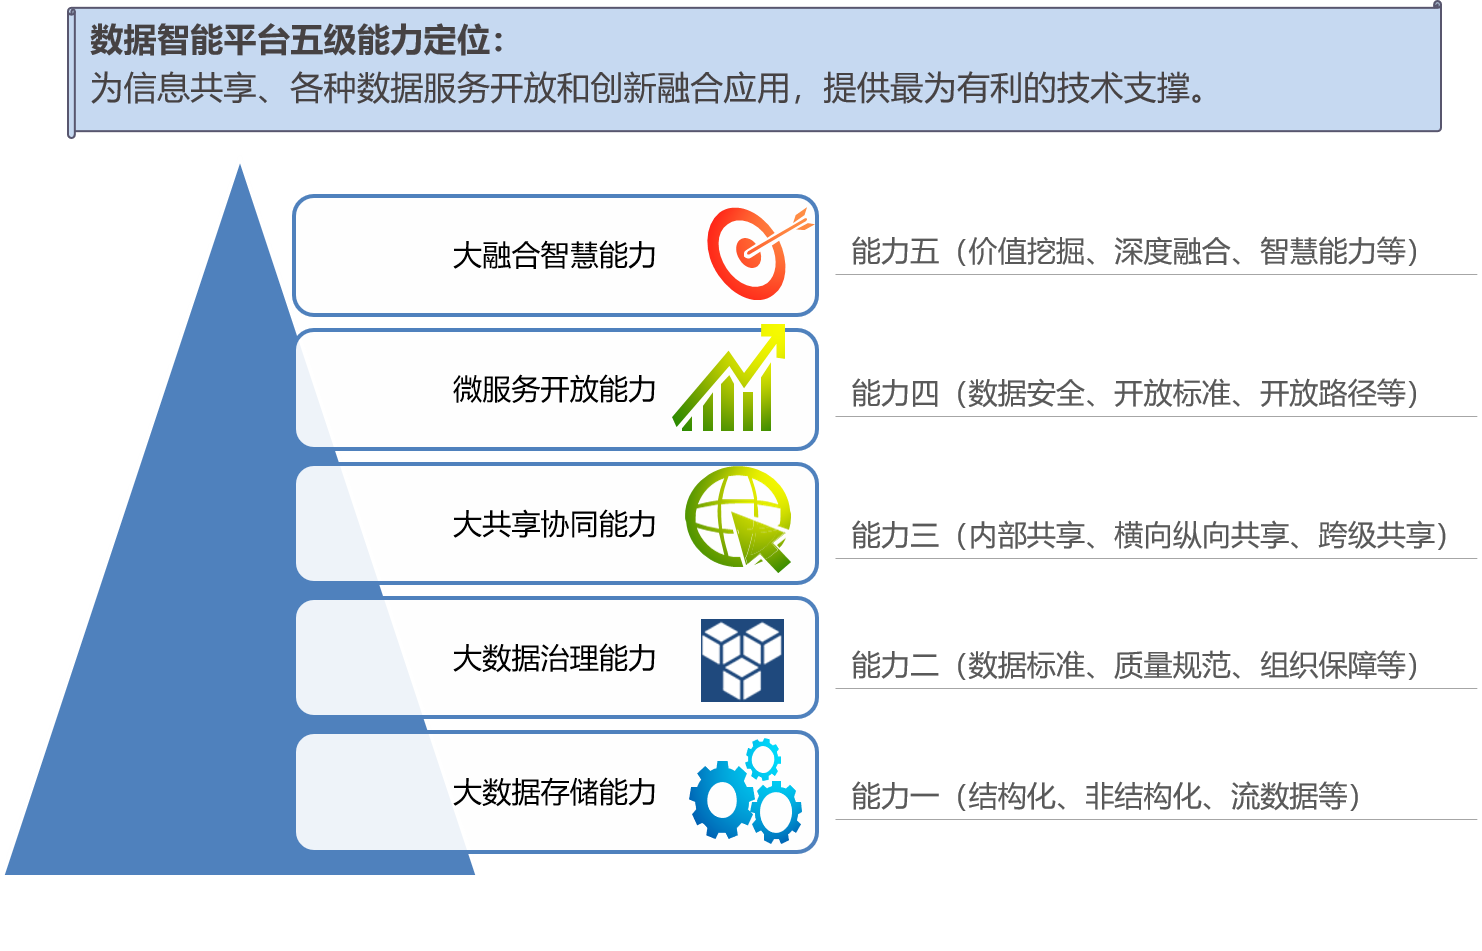 数据智能平台五级能力定位：
为信息共享、各种数据服务开放和创新融合应用，提供最为有利的技术支撑。
大融合智慧能力
能力五（价值挖掘、深度融合、智慧能力等）
微服务开放能力
能力四（数据安全、开放标准、开放路径等）
大共享协同能力
能力三（内部共享、横向纵向共享、跨级共享）
大数据治理能力
能力二（数据标准、质量规范、组织保障等）
大数据存储能力
能力一（结构化、非结构化、流数据等）